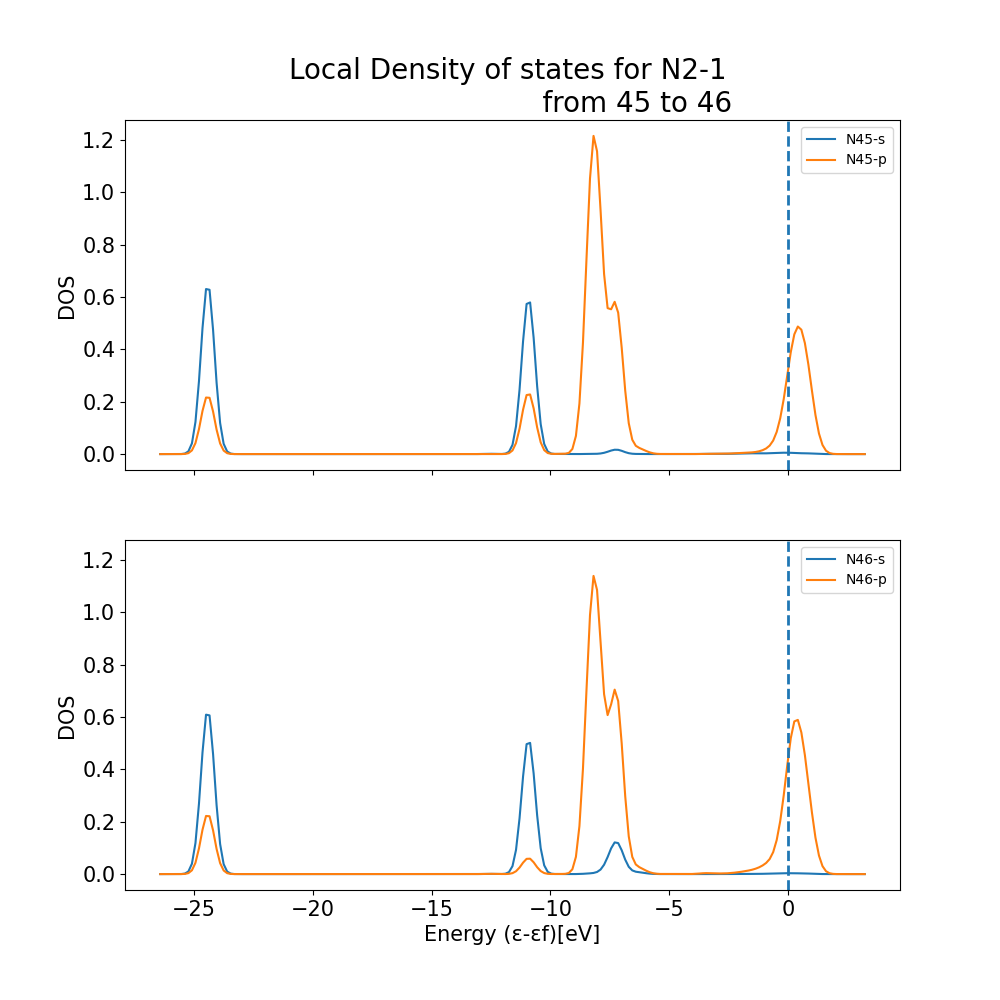 Local Density of states for N2-1
from 45 to 46
1.2
1.0
0.8
0.6
0.4
0.2
0.0
DOS
N45-s
N45-p
1.2
1.0
0.8
0.6
0.4
0.2
0.0
DOS
N46-s
N46-p
−25
−20
−15
−10
−5
0
Energy (ε-εf)[eV]